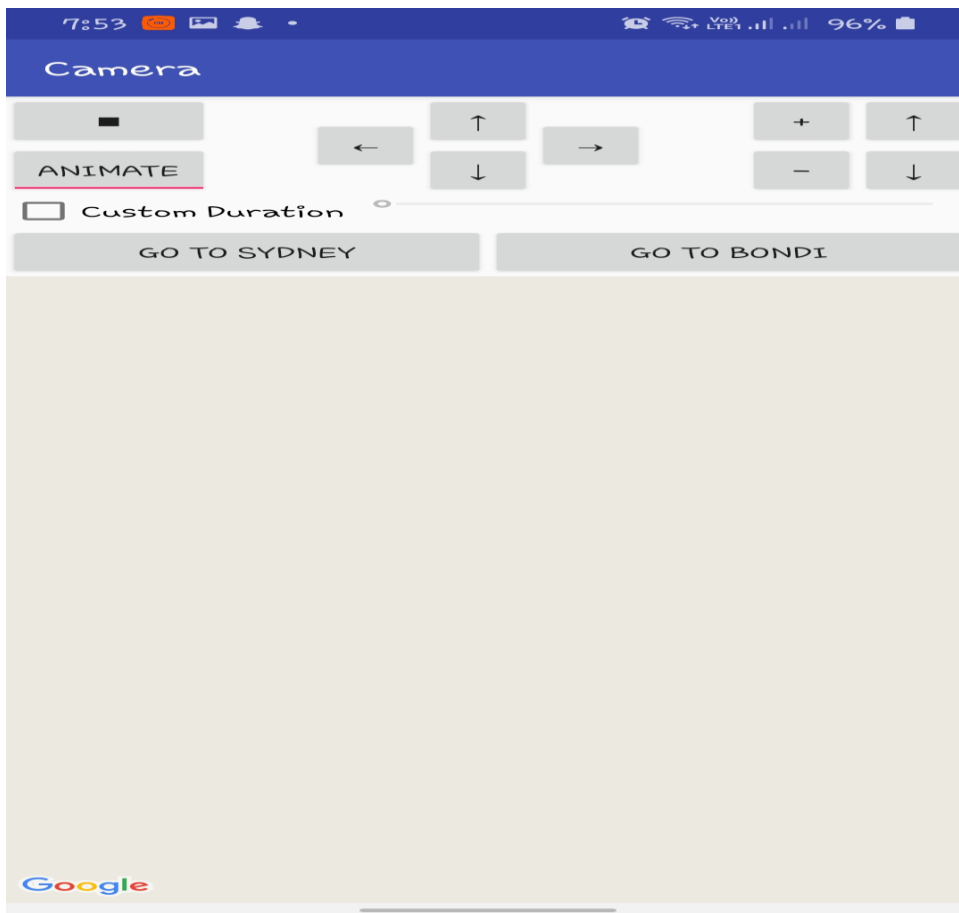 7:53 96%
Camera
↑ + ↑
← →
ANIMATE ↓ − ↓
Custom Duration
GO TO SYDNEY GO TO BONDI
Google